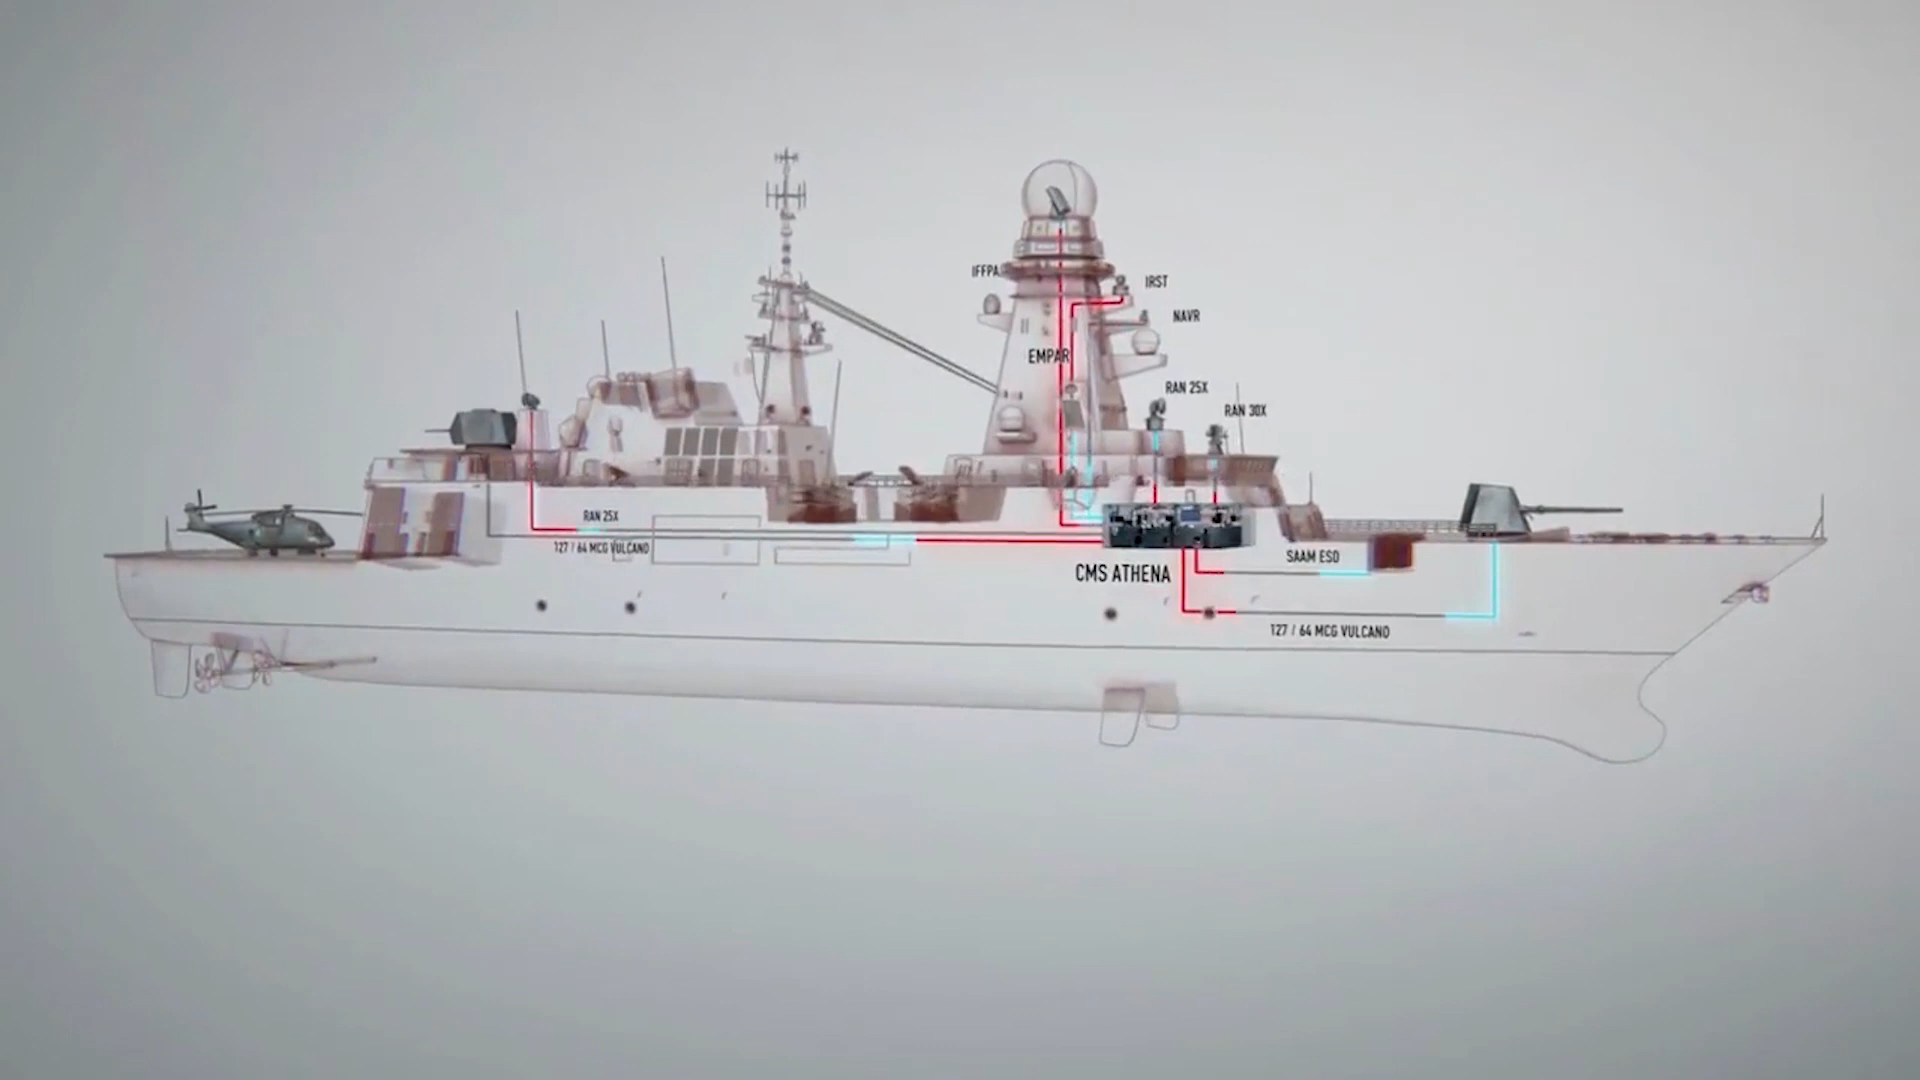 IFFPA
IRST
NAVR
EMPAR
RAN 25X
RAN 30X
RAN 25X
127 / 64 MCG VULCANO
SAAM ESD
CMS ATHENA
127 / 64 MCG VULCANO